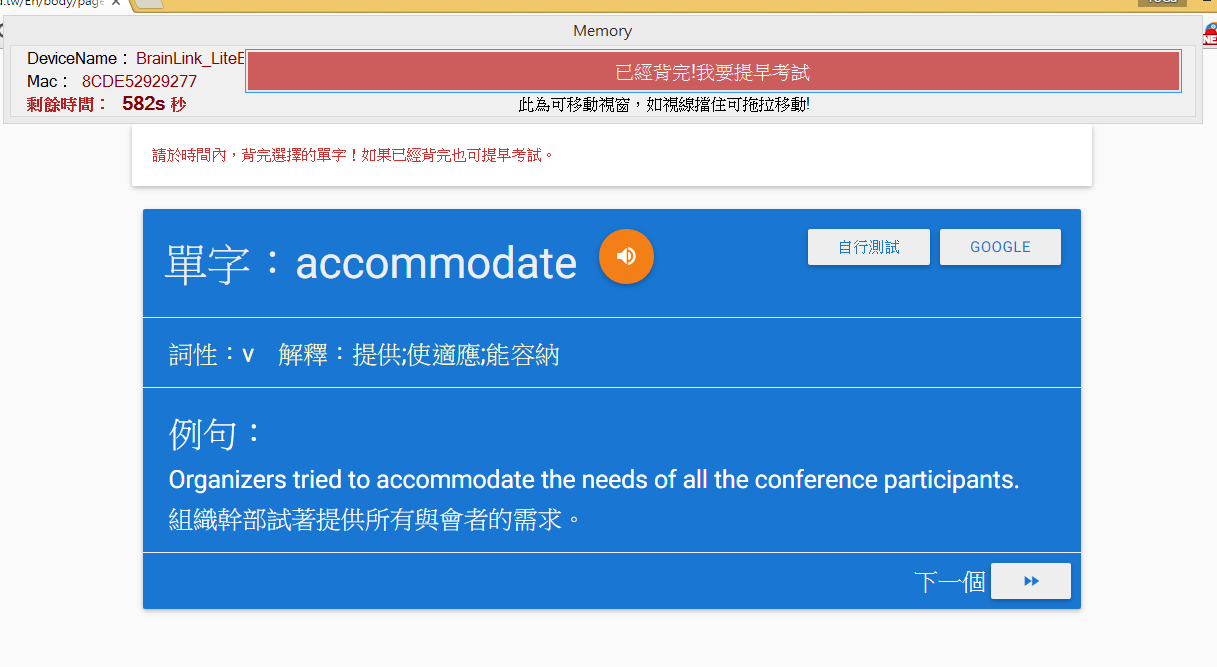 d.tw/En/body/page
Memory
DeviceName： BrainLink_LiteE
Mac： 8CDE52929277
剩餘時間： 582s 秒
已經背完!我要提早考試
此為可移動視窗，如視線擋住可拖拉移動!
請於時間內，背完選擇的單字！如果已經背完也可提早考試。
單字：accommodate
自行測試
GOOGLE
詞性：v 解釋：提供;使適應;能容納
例句：
Organizers tried to accommodate the needs of all the conference participants.
組織幹部試著提供所有與會者的需求。
下一個